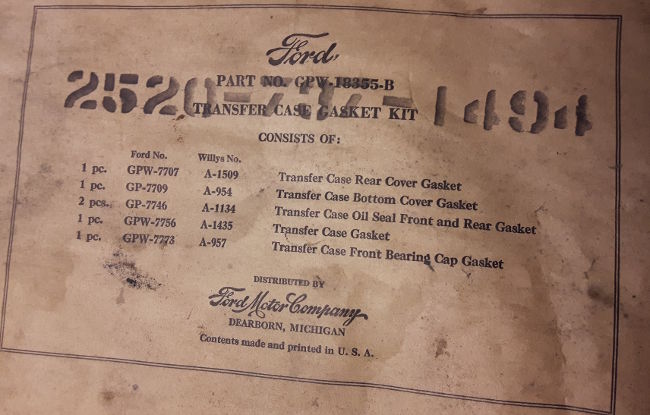 Ford
PART NO. GPW-18355-B
TRANSFER CASE GASKET KIT
CONSISTS OF:
Ford No. Willys No.
1 pc. GPW-7707 A-1509 Transfer Case Rear Cover Gasket
1 pc. GP-7709 A-954 Transfer Case Bottom Cover Gasket
2 pcs. GP-7746 A-1134 Transfer Case Oil Seal Front and Rear Gasket
1 pc. GPW-7756 A-1435 Transfer Case Gasket
1 pc. GPW-7773 A-957 Transfer Case Front Bearing Cap Gasket
DISTRIBUTED BY
Ford Motor Company
DEARBORN, MICHIGAN
Contents made and printed in U. S. A.